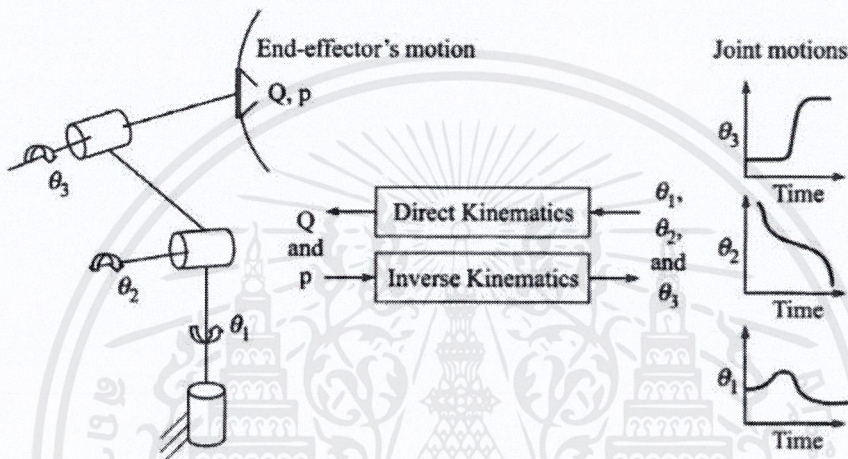 End-effector's motion
Q, p
θ3
θ2
θ1
Q
and
p
Direct Kinematics
Inverse Kinematics
θ1,
θ2,
and
θ3
Joint motions
θ3
Time
θ2
Time
θ1
Time